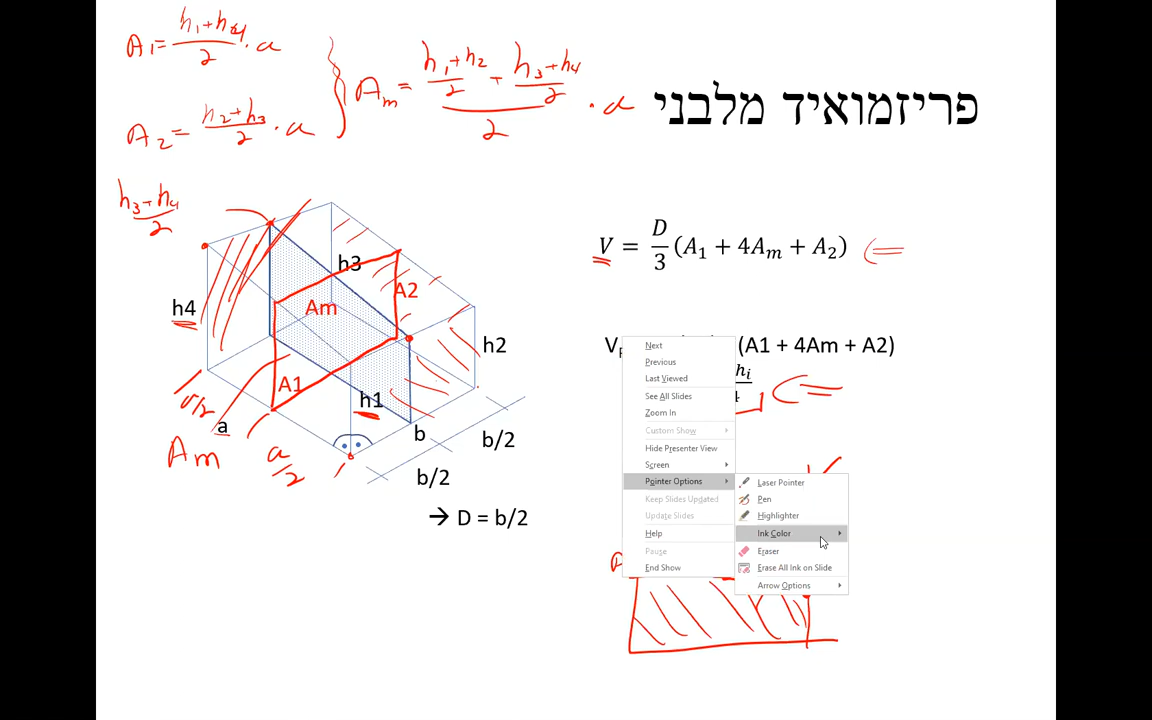 A₁ = h₁+h₄/2 · a
A₂ = h₂+h₃/2 · a
Aₘ = h₁+h₂/2 + h₃+h₄/2 / 2 · a
פריזמואיד מלבני
h₃+h₄/2
V = D/3 (A₁ + 4Aₘ + A₂)
h3
A2
h4
Am
h2
(A1 + 4Am + A2)
hᵢ
4
A1
h1
a/2
a
b
b/2
b/2
Am
a/2
→ D = b/2
Next
Previous
Last Viewed
See All Slides
Zoom In
Custom Show
Hide Presenter View
Screen
Pointer Options
Keep Slides Updated
Update Slides
Help
Pause
End Show
Laser Pointer
Pen
Highlighter
Ink Color
Eraser
Erase All Ink on Slide
Arrow Options